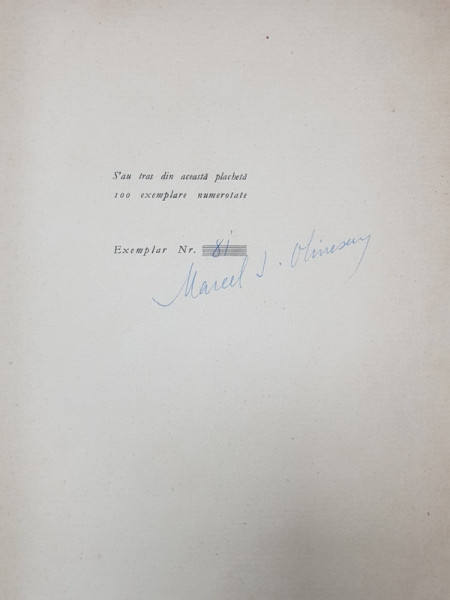 S'au tras din această plachetă
100 exemplare numerotate
Exemplar Nr. 81
Marcel I. Olinescu